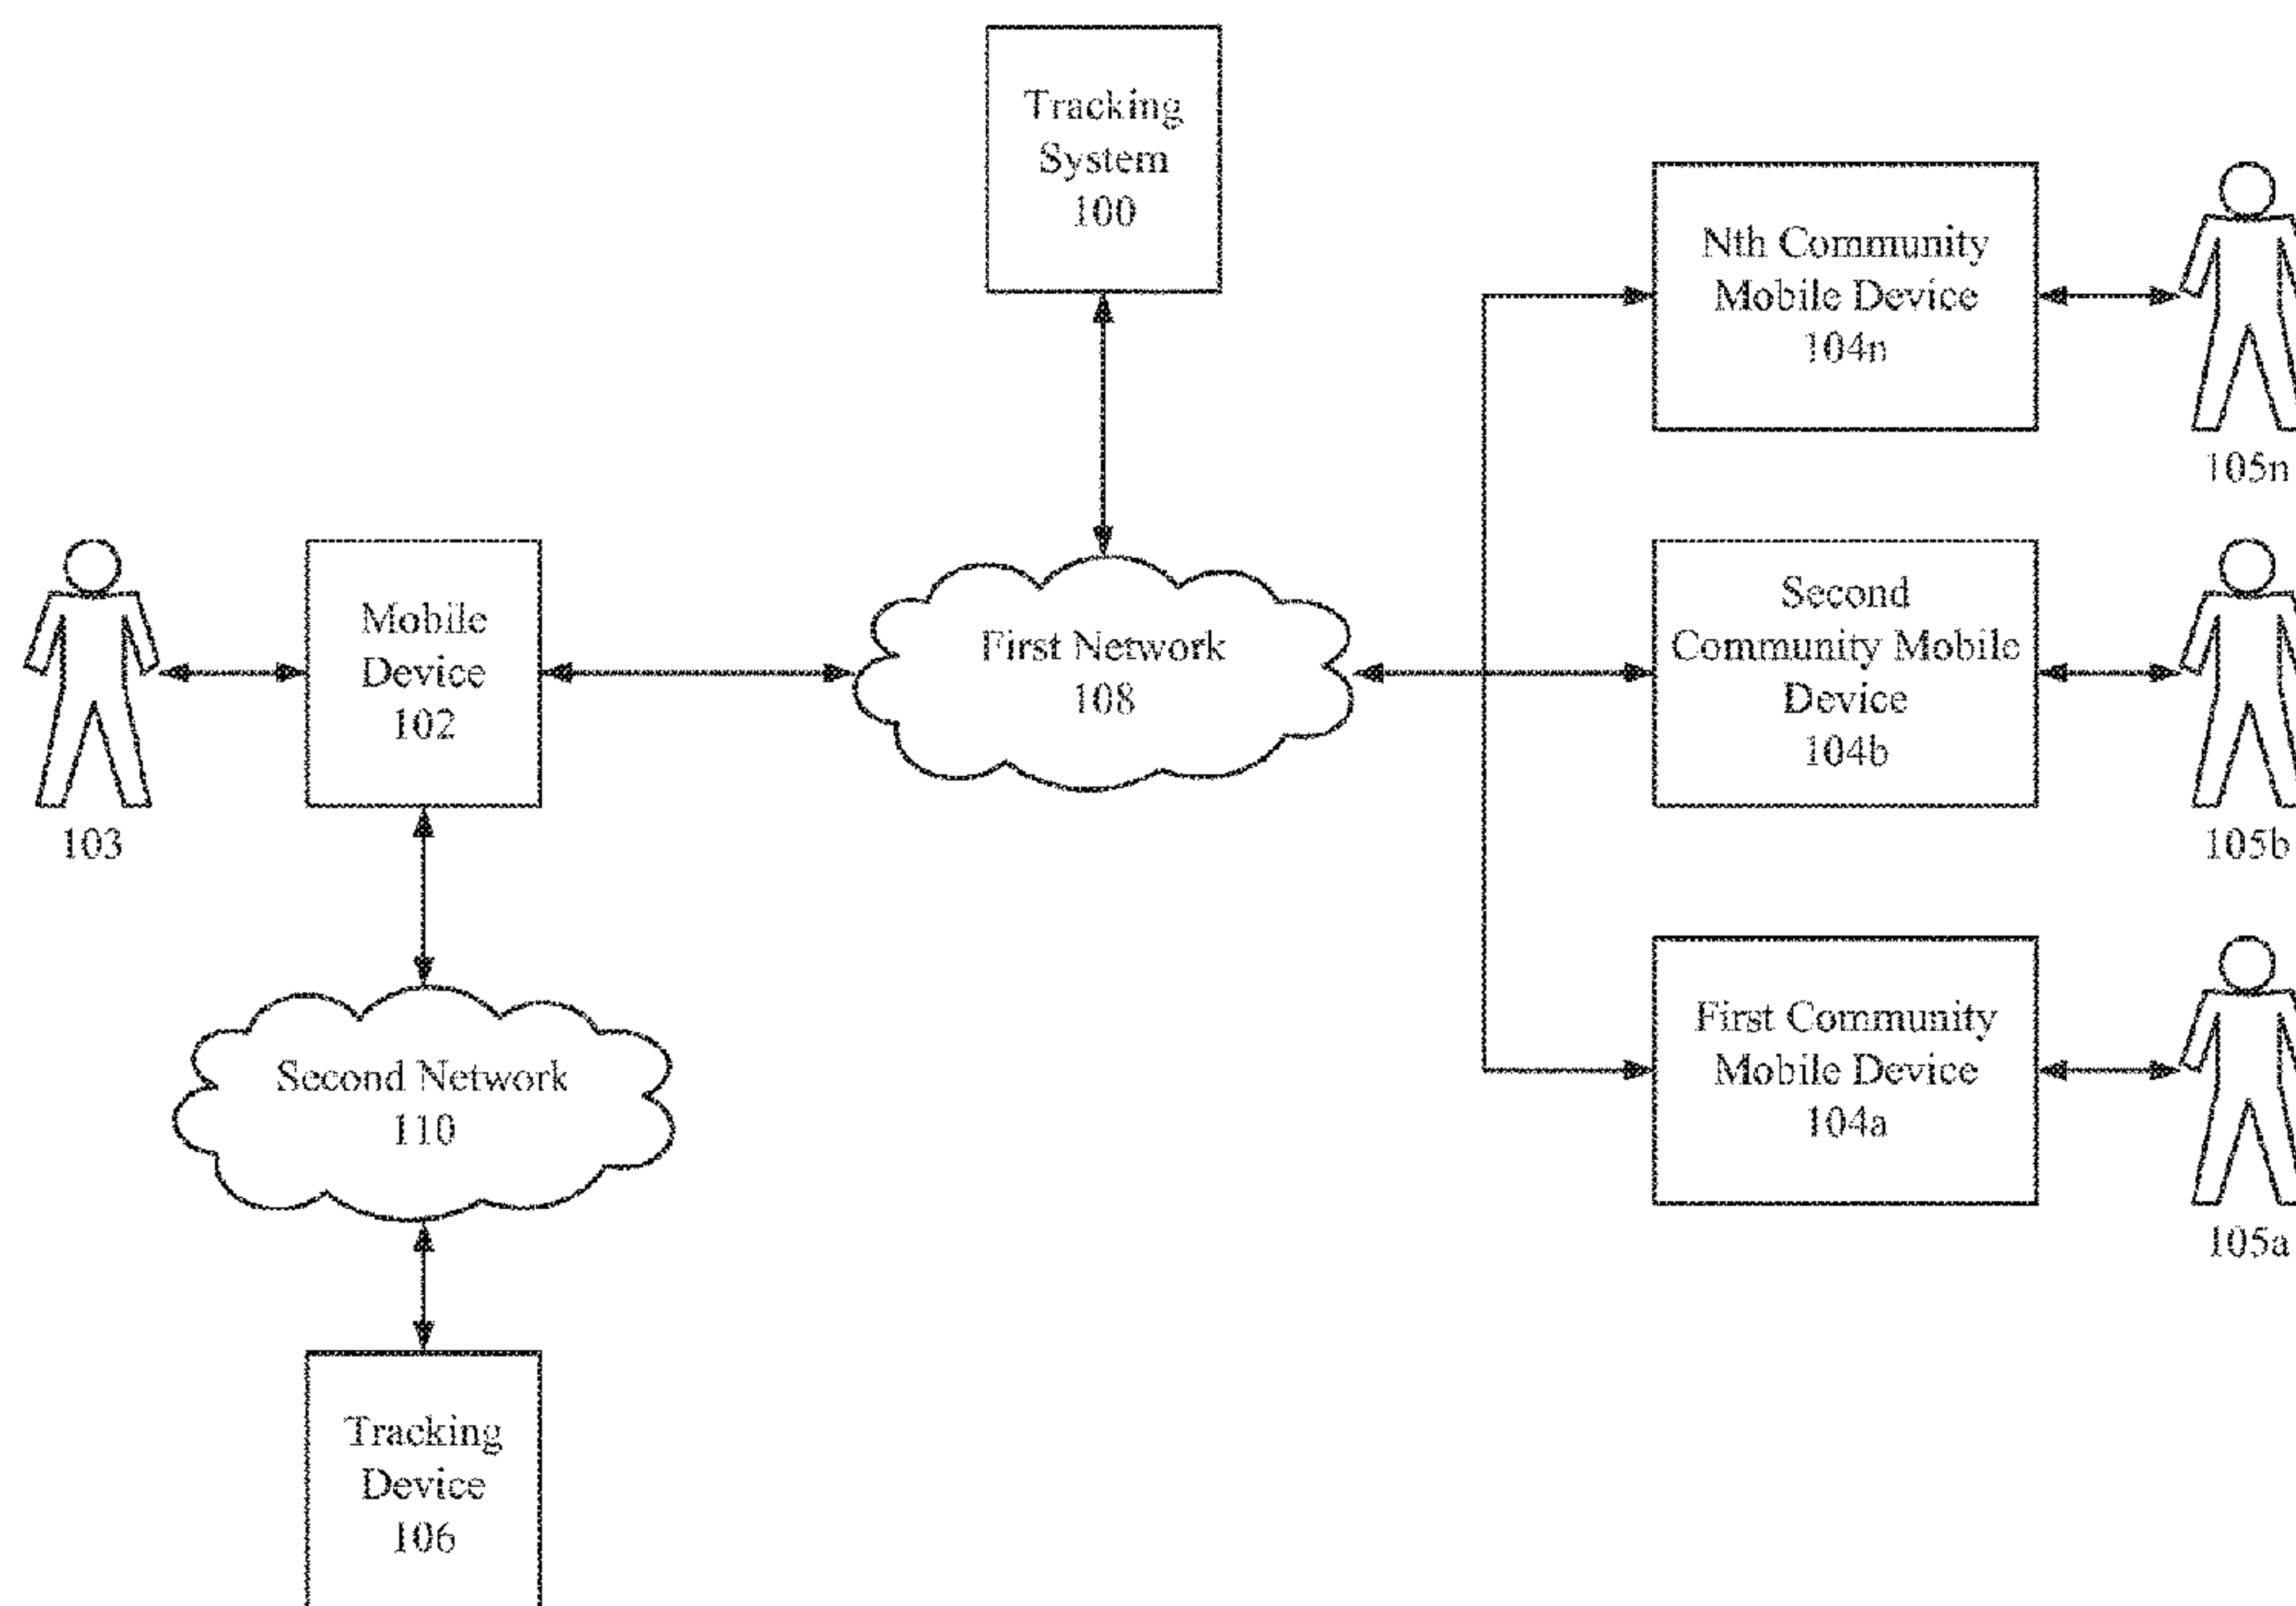 Tracking
System
100
Nth Community
Mobile Device
104n
105n
Mobile
Device
102
103
First Network
108
Second
Community Mobile
Device
104b
105b
Second Network
110
First Community
Mobile Device
104a
105a
Tracking
Device
106